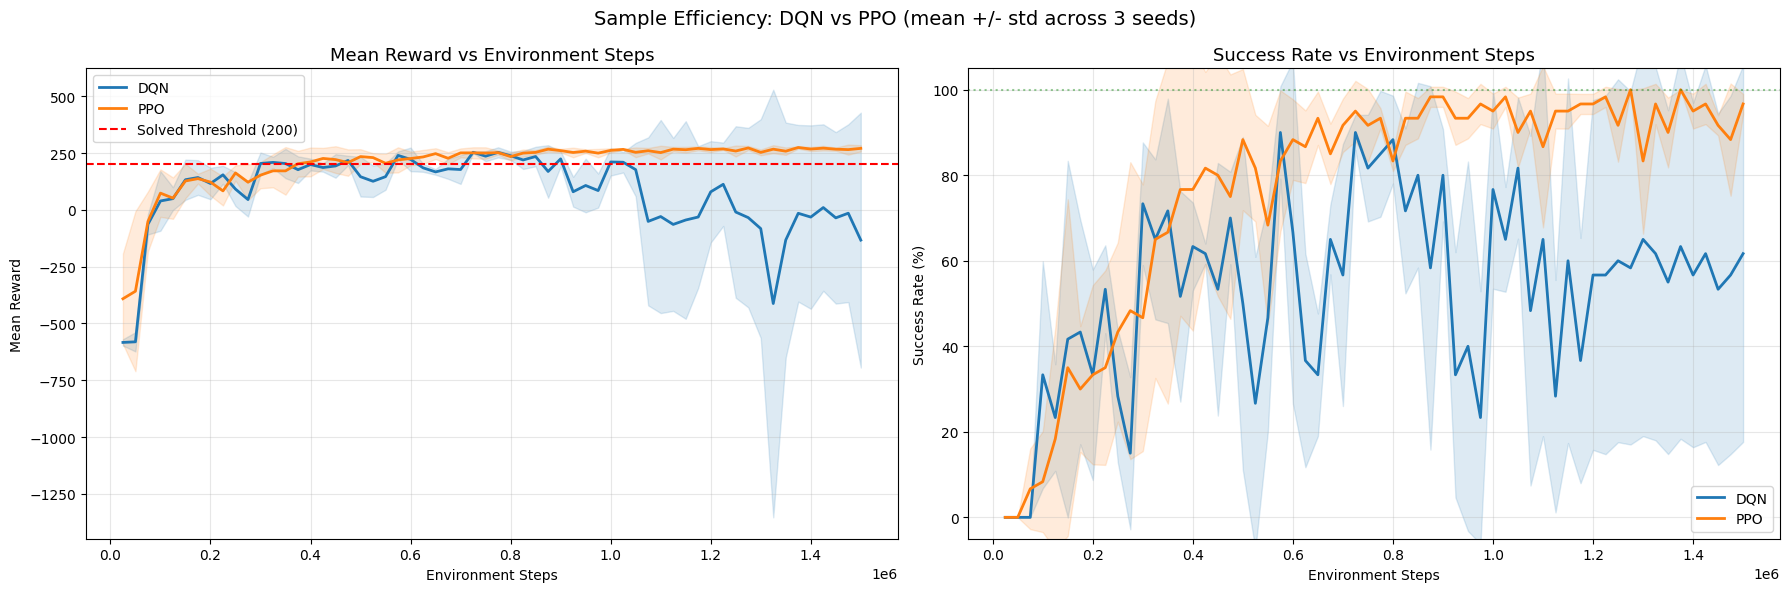 Sample Efficiency: DQN vs PPO (mean +/- std across 3 seeds)
Mean Reward vs Environment Steps
Mean Reward
500
250
0
−250
−500
−750
−1000
−1250
DQN
PPO
Solved Threshold (200)
0.0 0.2 0.4 0.6 0.8 1.0 1.2 1.4
1e6
Environment Steps
Success Rate vs Environment Steps
Success Rate (%)
100
80
60
40
20
0
DQN
PPO
0.0 0.2 0.4 0.6 0.8 1.0 1.2 1.4
1e6
Environment Steps